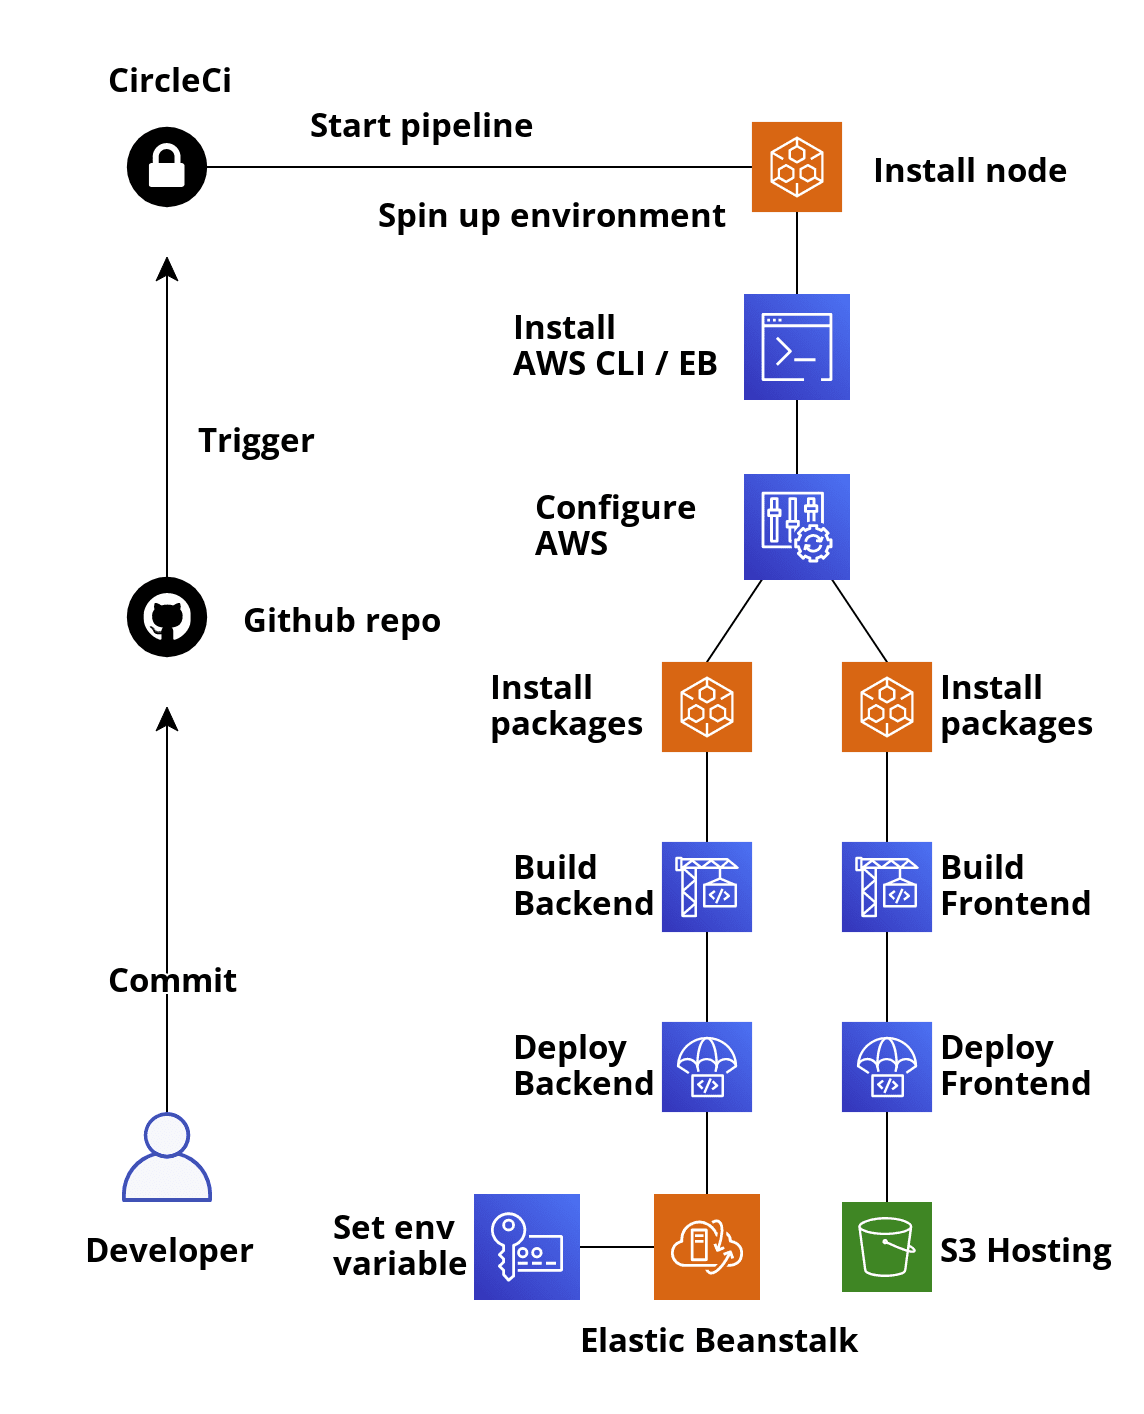 CircleCi
Start pipeline
Install node
Spin up environment
Install
AWS CLI / EB
Trigger
Configure
AWS
Github repo
Install
packages
Install
packages
Build
Backend
Build
Frontend
Commit
Deploy
Backend
Deploy
Frontend
Developer
Set env
variable
S3 Hosting
Elastic Beanstalk